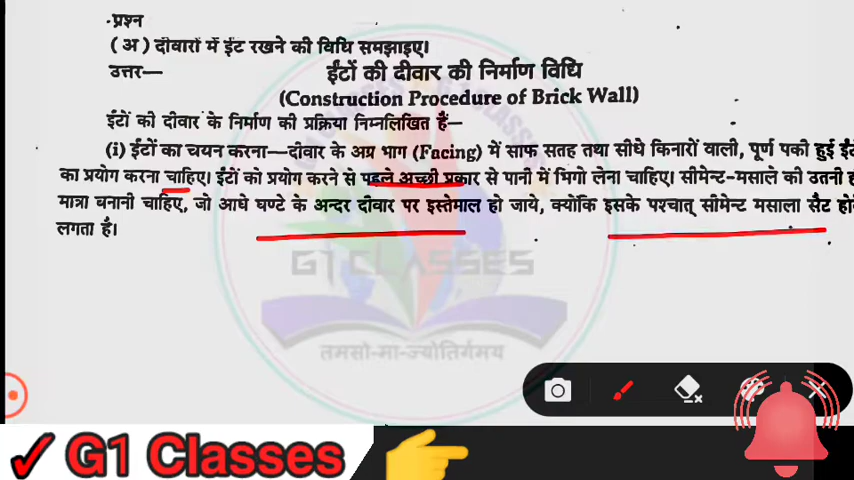 ·प्रश्न
(अ) दीवारों में ईंट रखने की विधि समझाइए।
उत्तर—
ईंटों की दीवार की निर्माण विधि
(Construction Procedure of Brick Wall)
ईंटों की दीवार के निर्माण की प्रक्रिया निम्नलिखित हैं—
(i) ईंटों का चयन करना—दीवार के अग्र भाग (Facing) में साफ सतह तथा सीधे किनारों वाली, पूर्ण पकी हुई
का प्रयोग करना चाहिए। ईंटों को प्रयोग करने से पहले अच्छी प्रकार से पानी में भिगो लेना चाहिए। सीमेन्ट-मसाले की उतनी
मात्रा बनानी चाहिए, जो आधे घण्टे के अन्दर दीवार पर इस्तेमाल हो जाये, क्योंकि इसके पश्चात् सीमेन्ट मसाला सैट
लगता है।
G1 CLASSES
तमसो-मा-ज्योतिर्गमय
G1 Classes